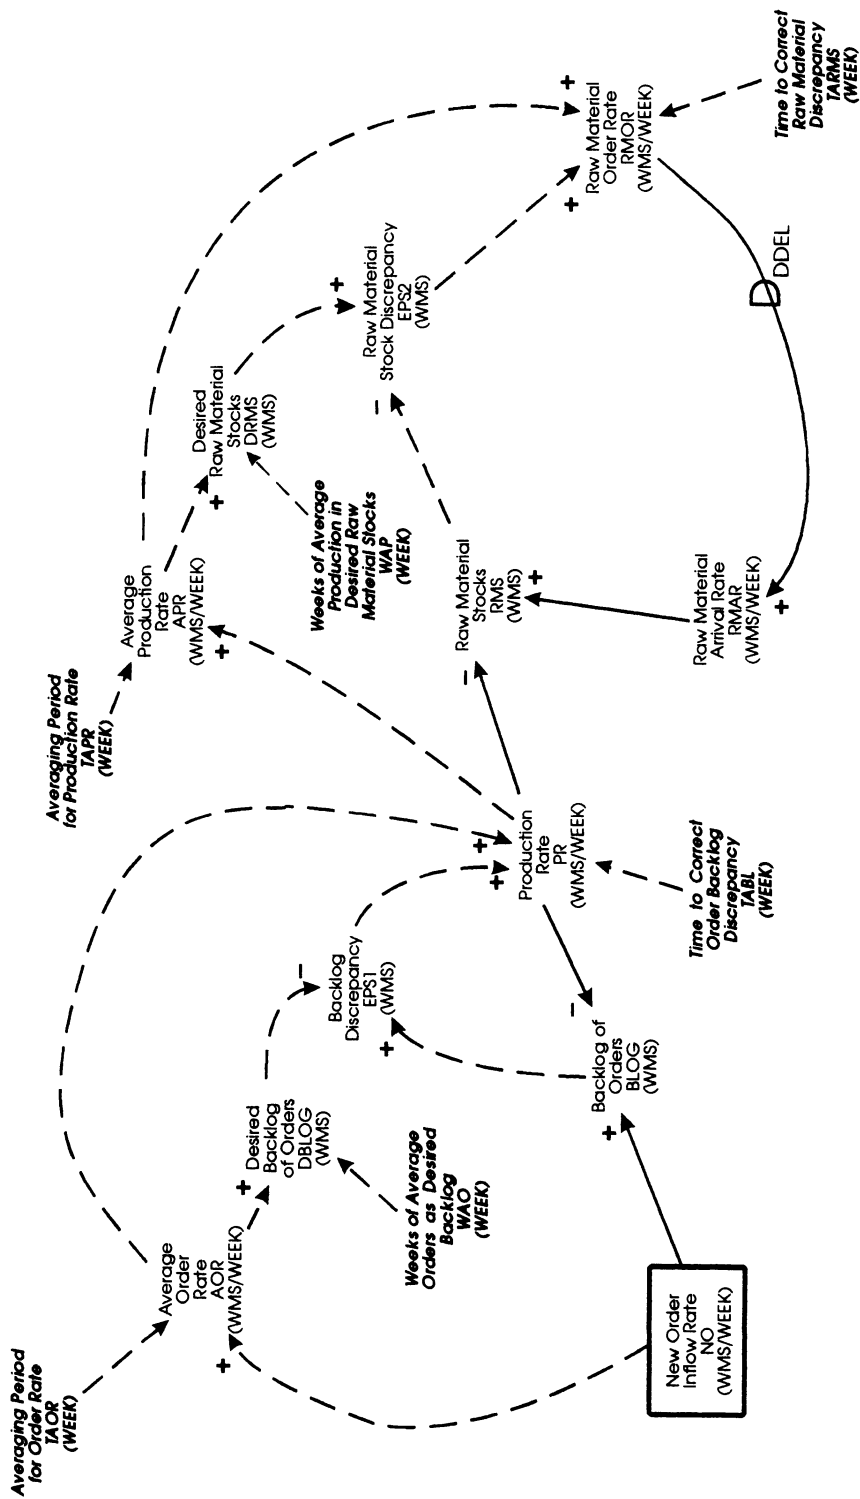 Averaging Period
for Order Rate
TAOR
(WEEK)
Average
Order
Rate
AOR
(WMS/WEEK)
+
New Order
Inflow Rate
NO
(WMS/WEEK)
+
Desired
Backlog
of Orders
DBLOG
(WMS)
Weeks of Average
Orders as Desired
Backlog
WAO
(WEEK)
+
Backlog of
Orders
BLOG
(WMS)
−
−
Backlog
Discrepancy
EPS1
(WMS)
+
Averaging Period
for Production Rate
TAPR
(WEEK)
+
+
Production
Rate
PR
(WMS/WEEK)
Time to Correct
Order Backlog
Discrepancy
TABL
(WEEK)
Average
Production
Rate
APR
(WMS/WEEK)
+
−
Raw Material
Stocks
RMS
(WMS)
+
Raw Material
Arrival Rate
RMAR
(WMS/WEEK)
+
+
Desired
Raw Material
Stocks
DRMS
(WMS)
Weeks of Average
Production in
Desired Raw
Material Stocks
WAP
(WEEK)
−
+
Raw Material
Stock Discrepancy
EPS2
(WMS)
D
DDEL
+
+
Raw Material
Order Rate
RMOR
(WMS/WEEK)
Time to Correct
Raw Material
Discrepancy
TARMS
(WEEK)